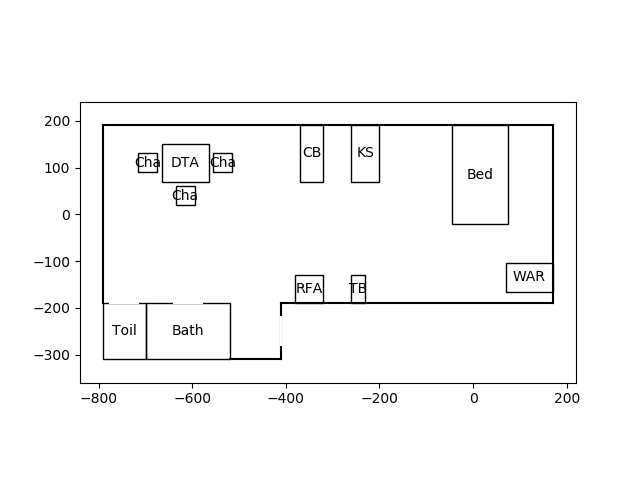 200
100
0
−100
−200
−300
Cha
DTA
Cha
Cha
CB
KS
Bed
WAR
RFA
TB
Toil
Bath
−800
−600
−400
−200
0
200